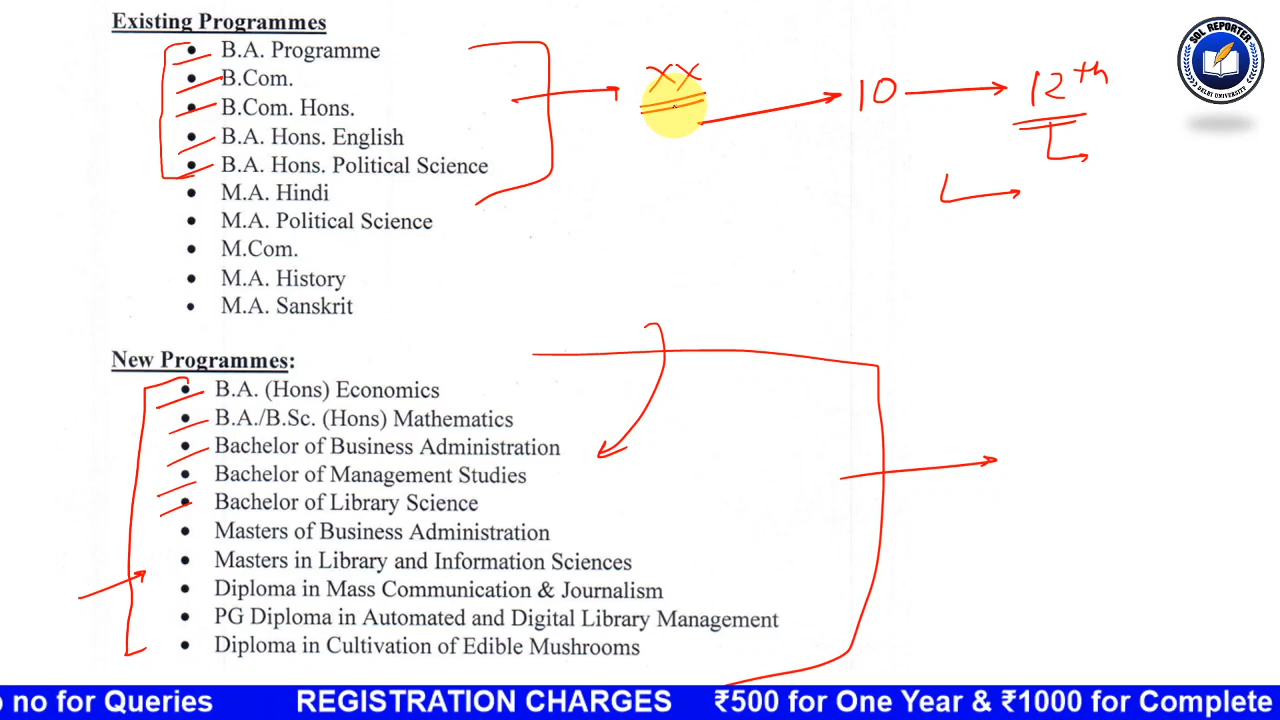 Existing Programmes
• B.A. Programme
• B.Com.
• B.Com. Hons.
• B.A. Hons. English
• B.A. Hons. Political Science
• M.A. Hindi
• M.A. Political Science
• M.Com.
• M.A. History
• M.A. Sanskrit
XX
10
12th
SOL REPORTER
DELHI UNIVERSITY
New Programmes:
• B.A. (Hons) Economics
• B.A./B.Sc. (Hons) Mathematics
• Bachelor of Business Administration
• Bachelor of Management Studies
• Bachelor of Library Science
• Masters of Business Administration
• Masters in Library and Information Sciences
• Diploma in Mass Communication & Journalism
• PG Diploma in Automated and Digital Library Management
• Diploma in Cultivation of Edible Mushrooms
no for Queries REGISTRATION CHARGES ₹500 for One Year & ₹1000 for Complete